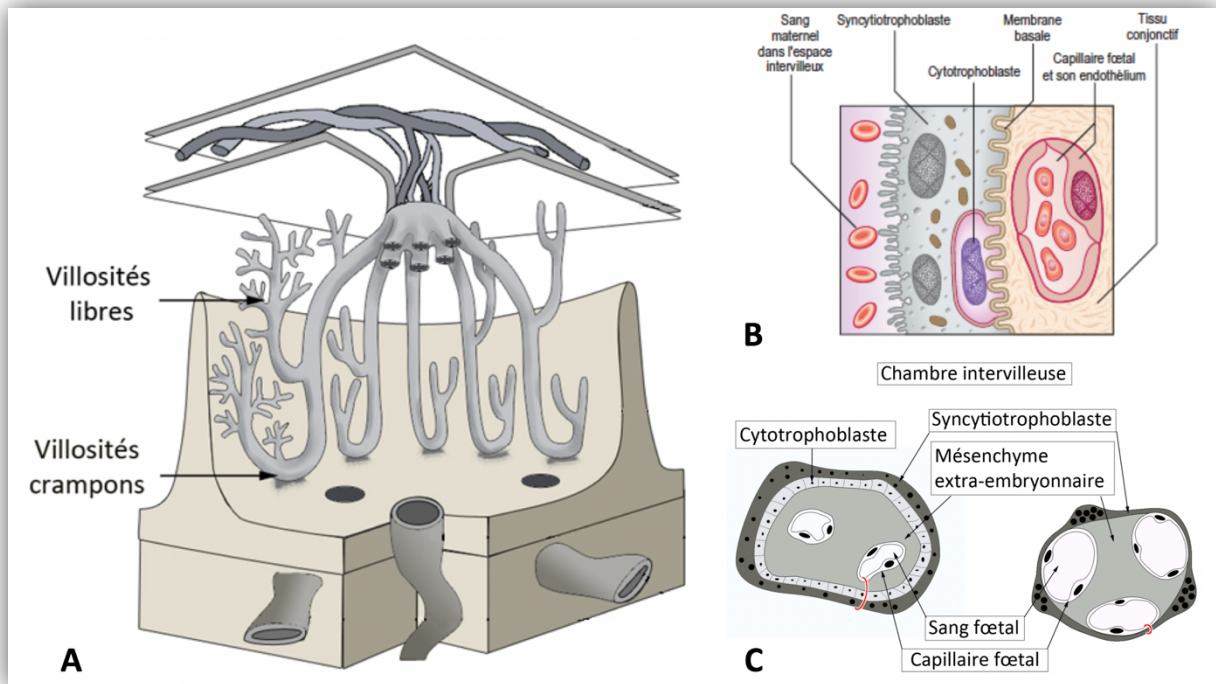 Villosités
libres
Villosités
crampons
A
Sang
maternel
dans l'espace
intervilleux
Syncytiotrophoblaste
Cytotrophoblaste
Membrane
basale
Capillaire fœtal
et son endothèlium
Tissu
conjonctif
B
Chambre intervilleuse
Cytotrophoblaste
Syncytiotrophoblaste
Mésenchyme
extra-embryonnaire
Sang fœtal
Capillaire fœtal
C